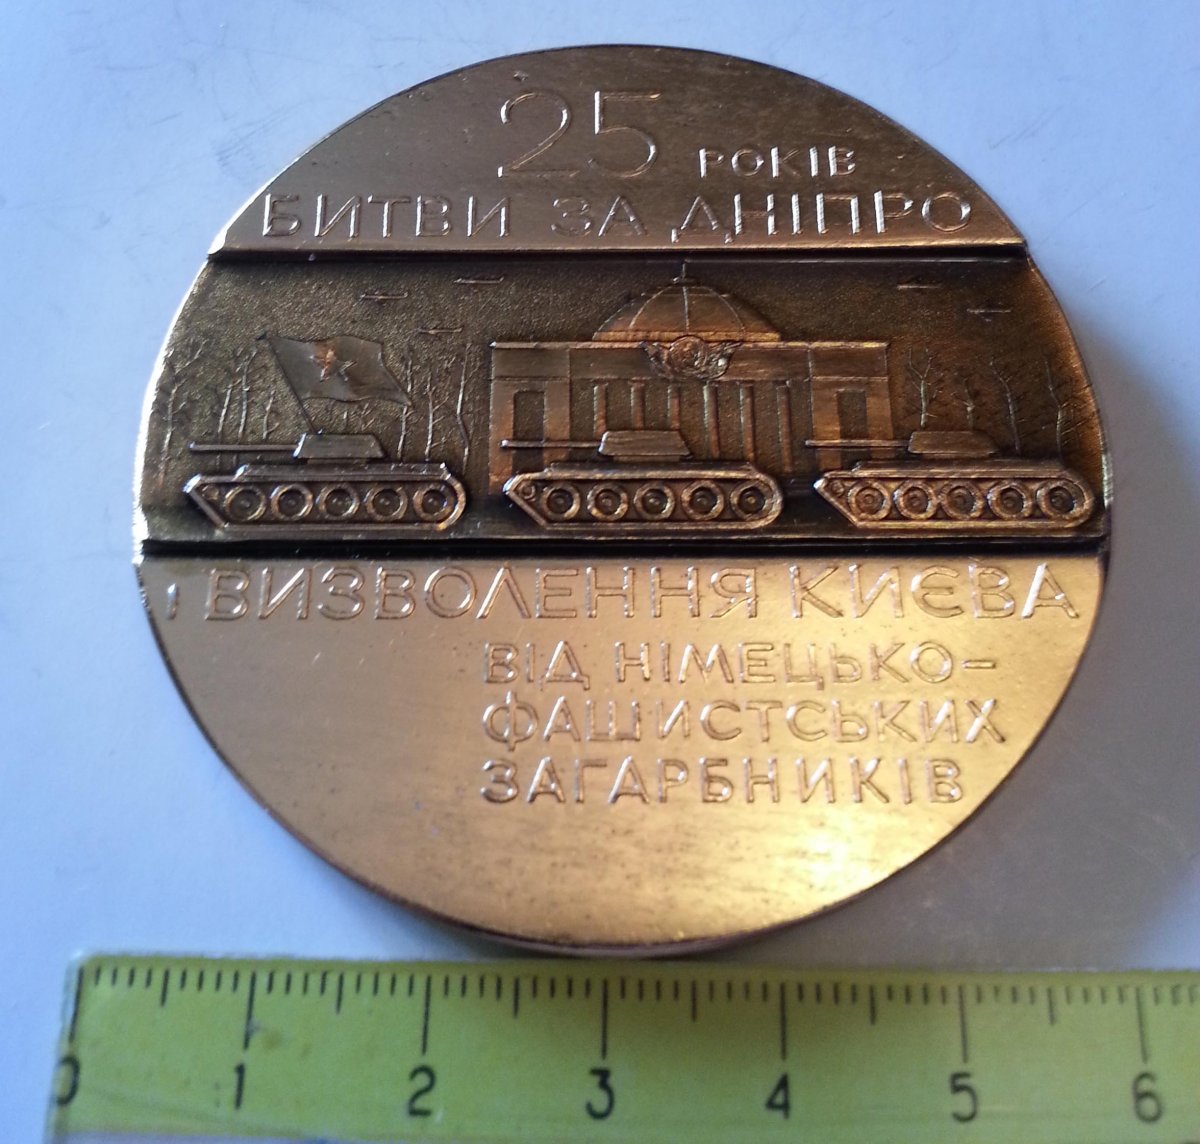 25 РОКІВ
БИТВИ ЗА ДНІПРО
І ВИЗВОЛЕННЯ КИЄВА
ВІД НІМЕЦЬКО-
ФАШИСТСЬКИХ
ЗАГАРБНИКІВ
0 1 2 3 4 5 6